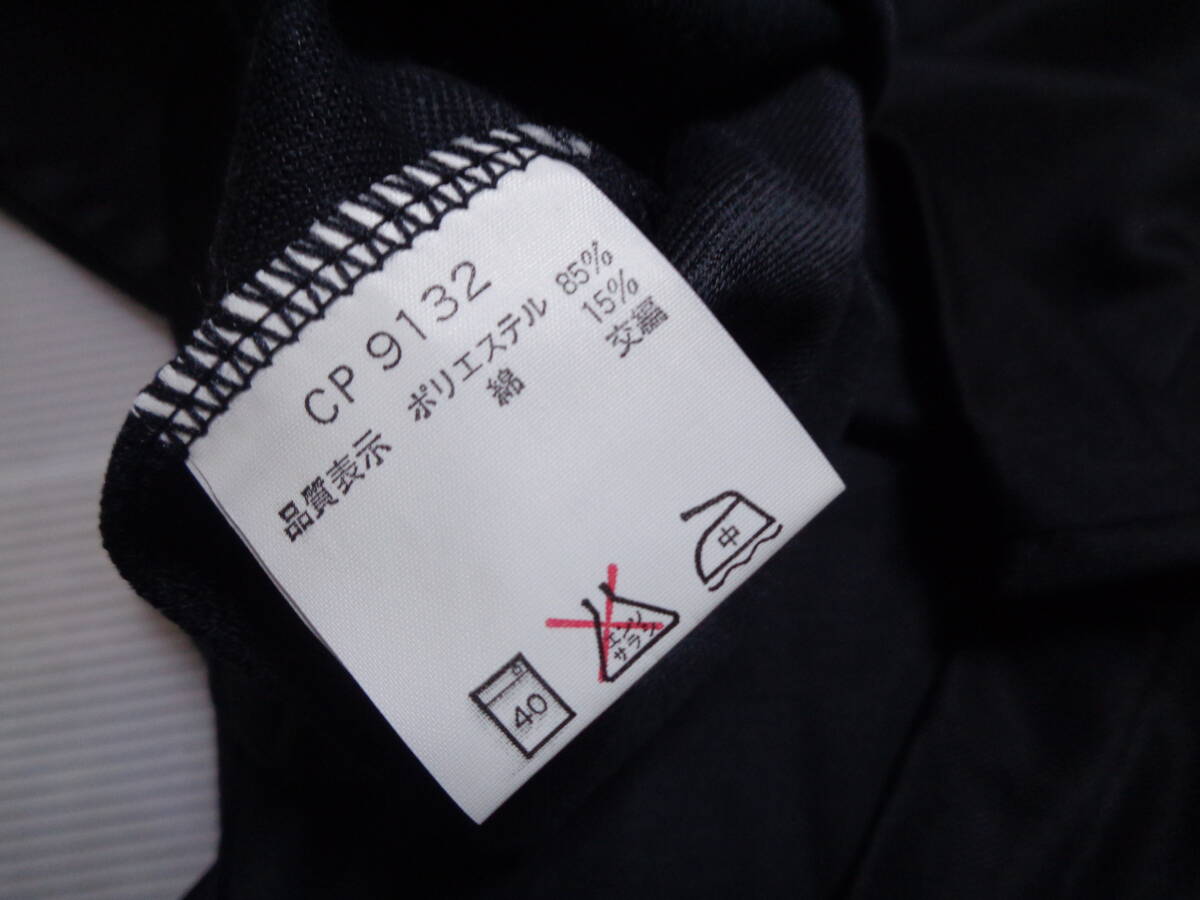 CP 9132
品質表示 ポリエステル 85%
綿 15%
交編
40
エンソ
サラシ
中